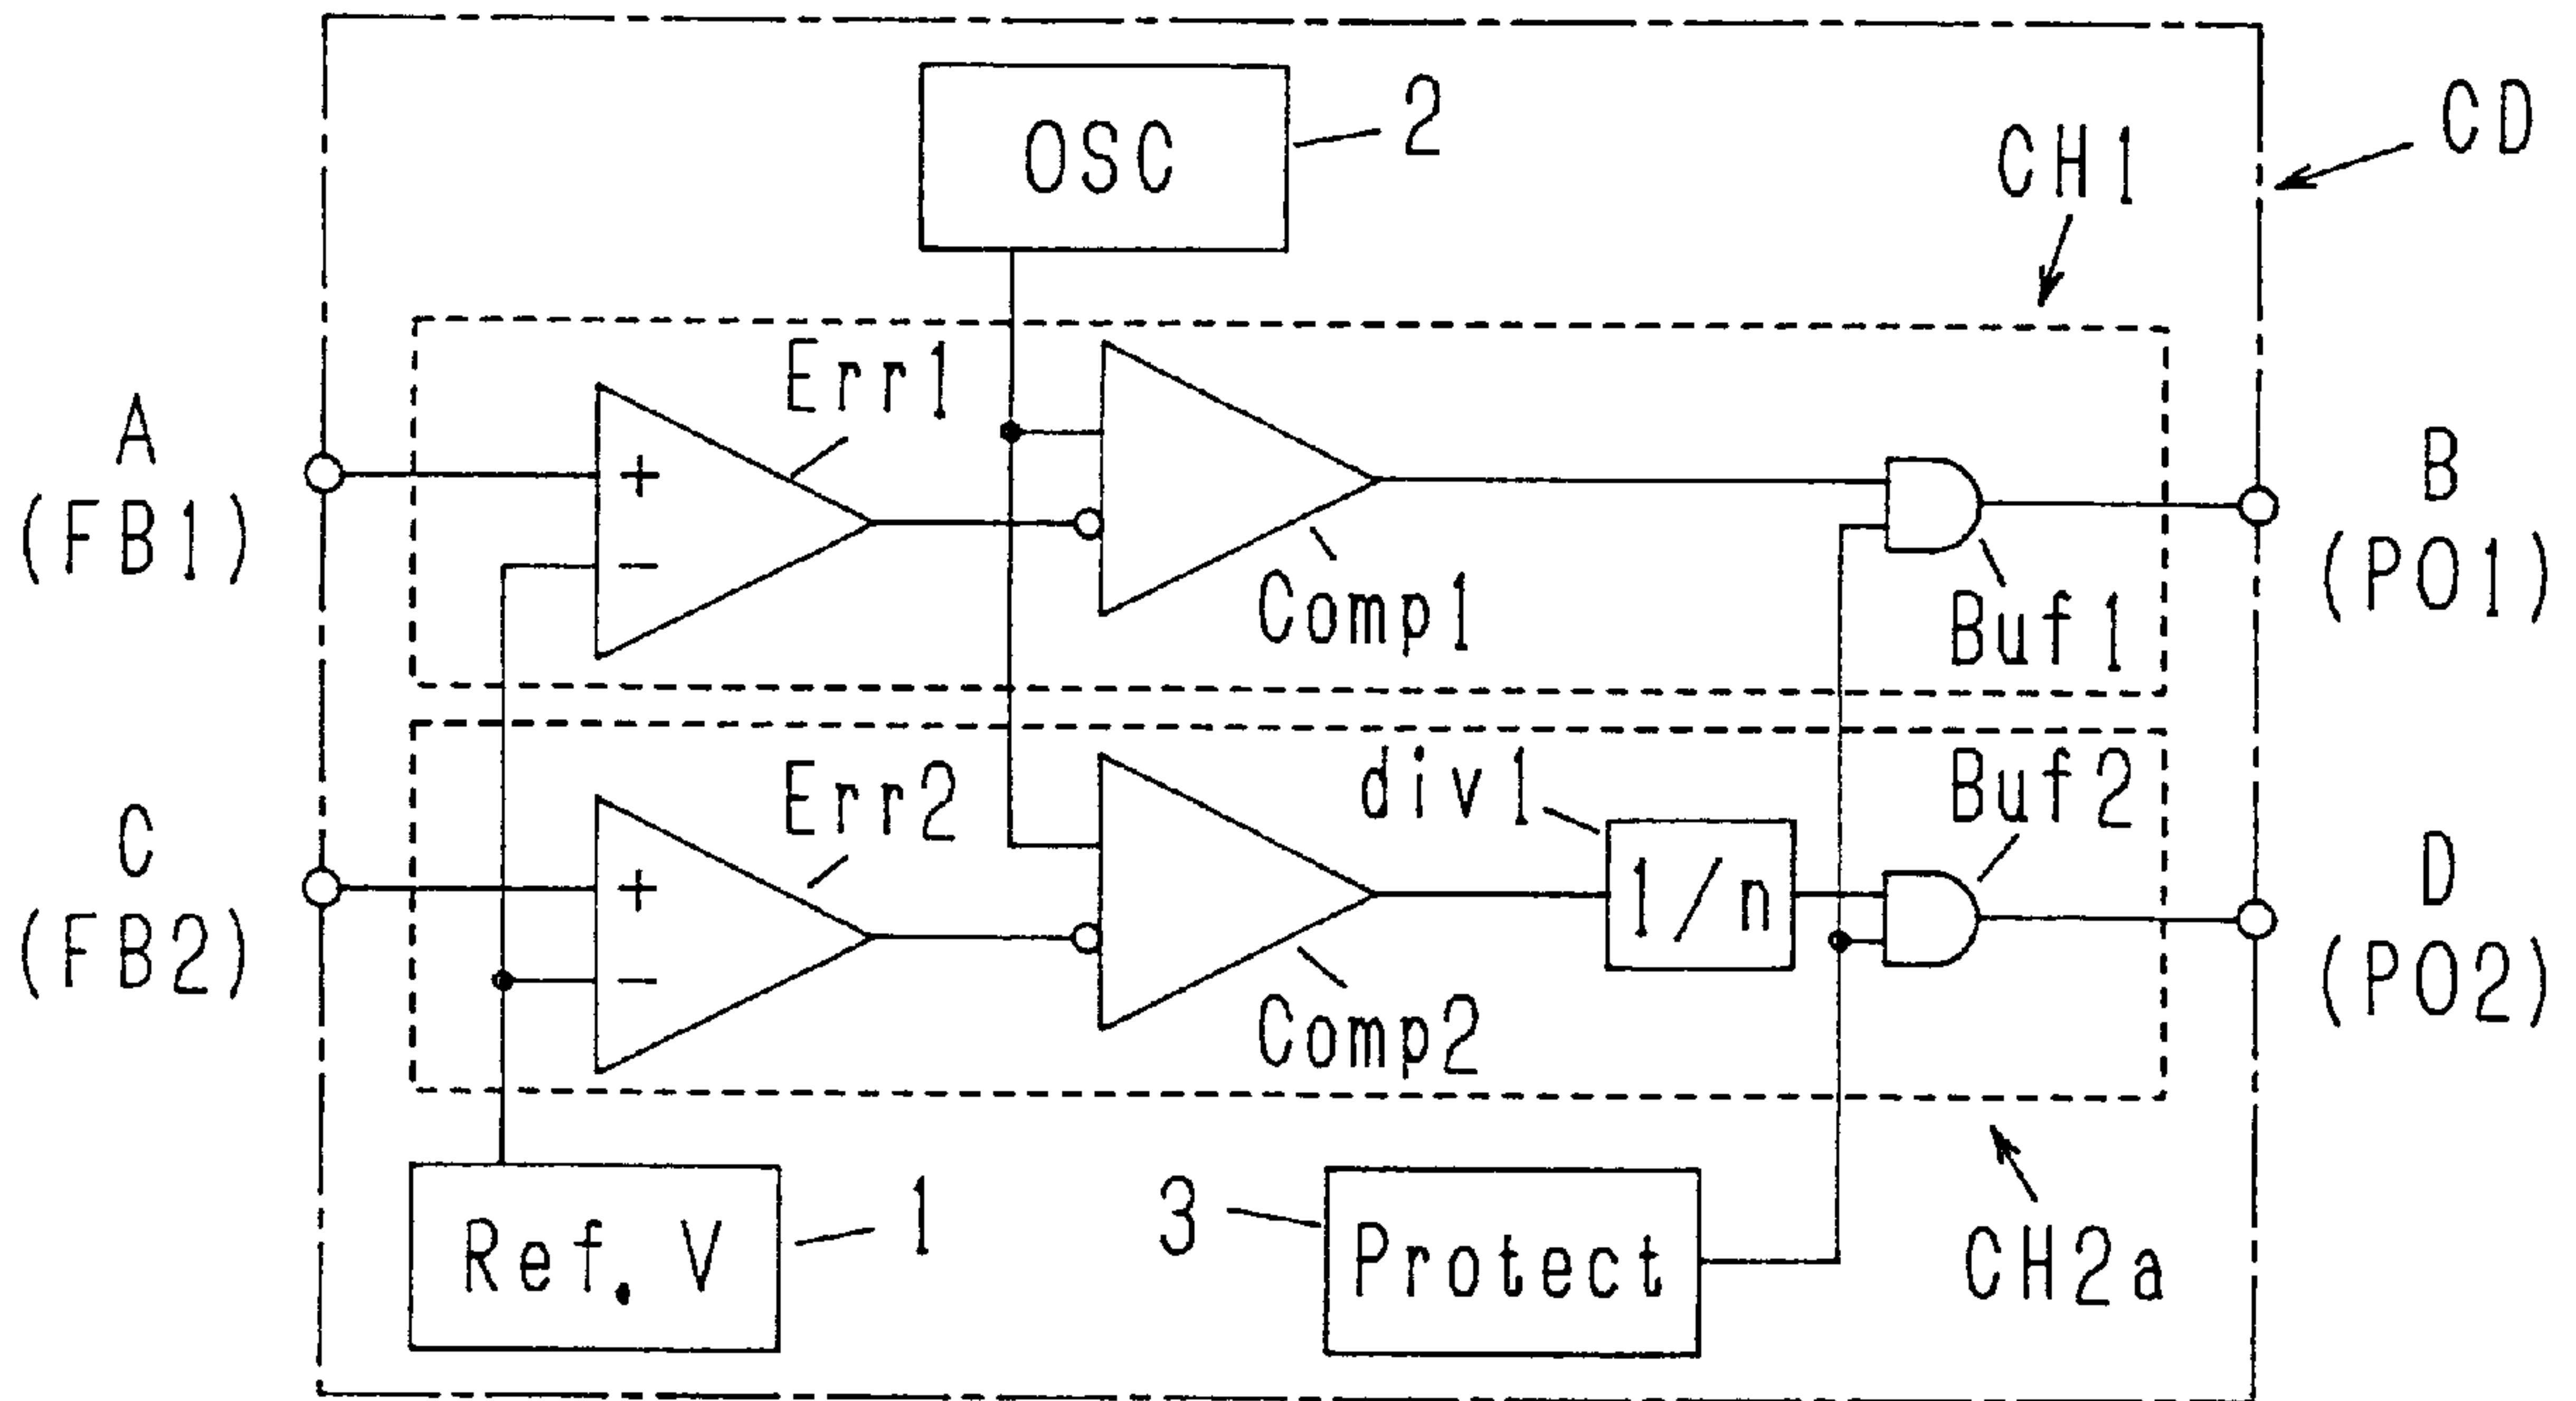 OSC
2
CH1
CD
A
(FB1)
Err1
+
−
Comp1
Buf1
B
(PO1)
C
(FB2)
Err2
+
−
Comp2
div1
1/n
Buf2
D
(PO2)
Ref. V
1
3
Protect
CH2a